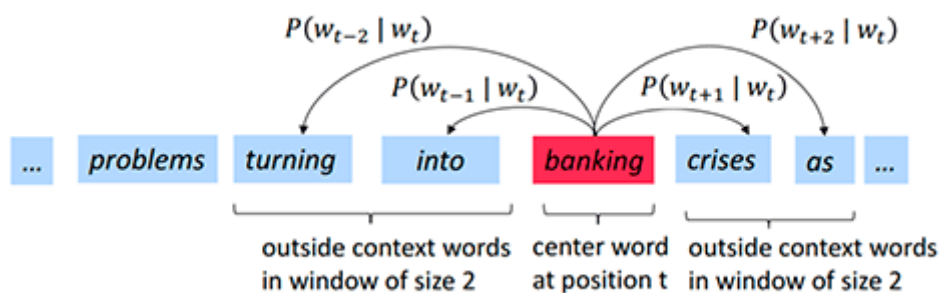 P(w_{t-2} | w_t) P(w_{t+2} | w_t)
P(w_{t-1} | w_t) P(w_{t+1} | w_t)
... problems turning into banking crises as ...
outside context words center word outside context words
in window of size 2 at position t in window of size 2